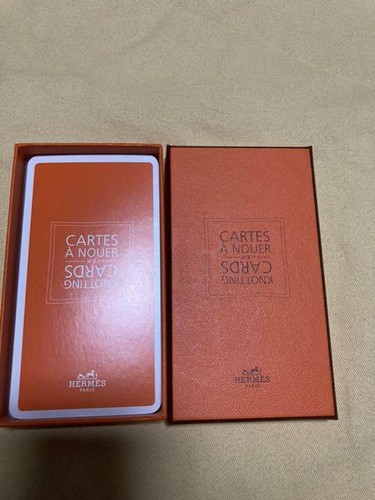 CARTES
À NOUER
KNOTTING
CARDS
HERMÈS
PARIS
CARTES
À NOUER
KNOTTING
CARDS
HERMÈS
PARIS